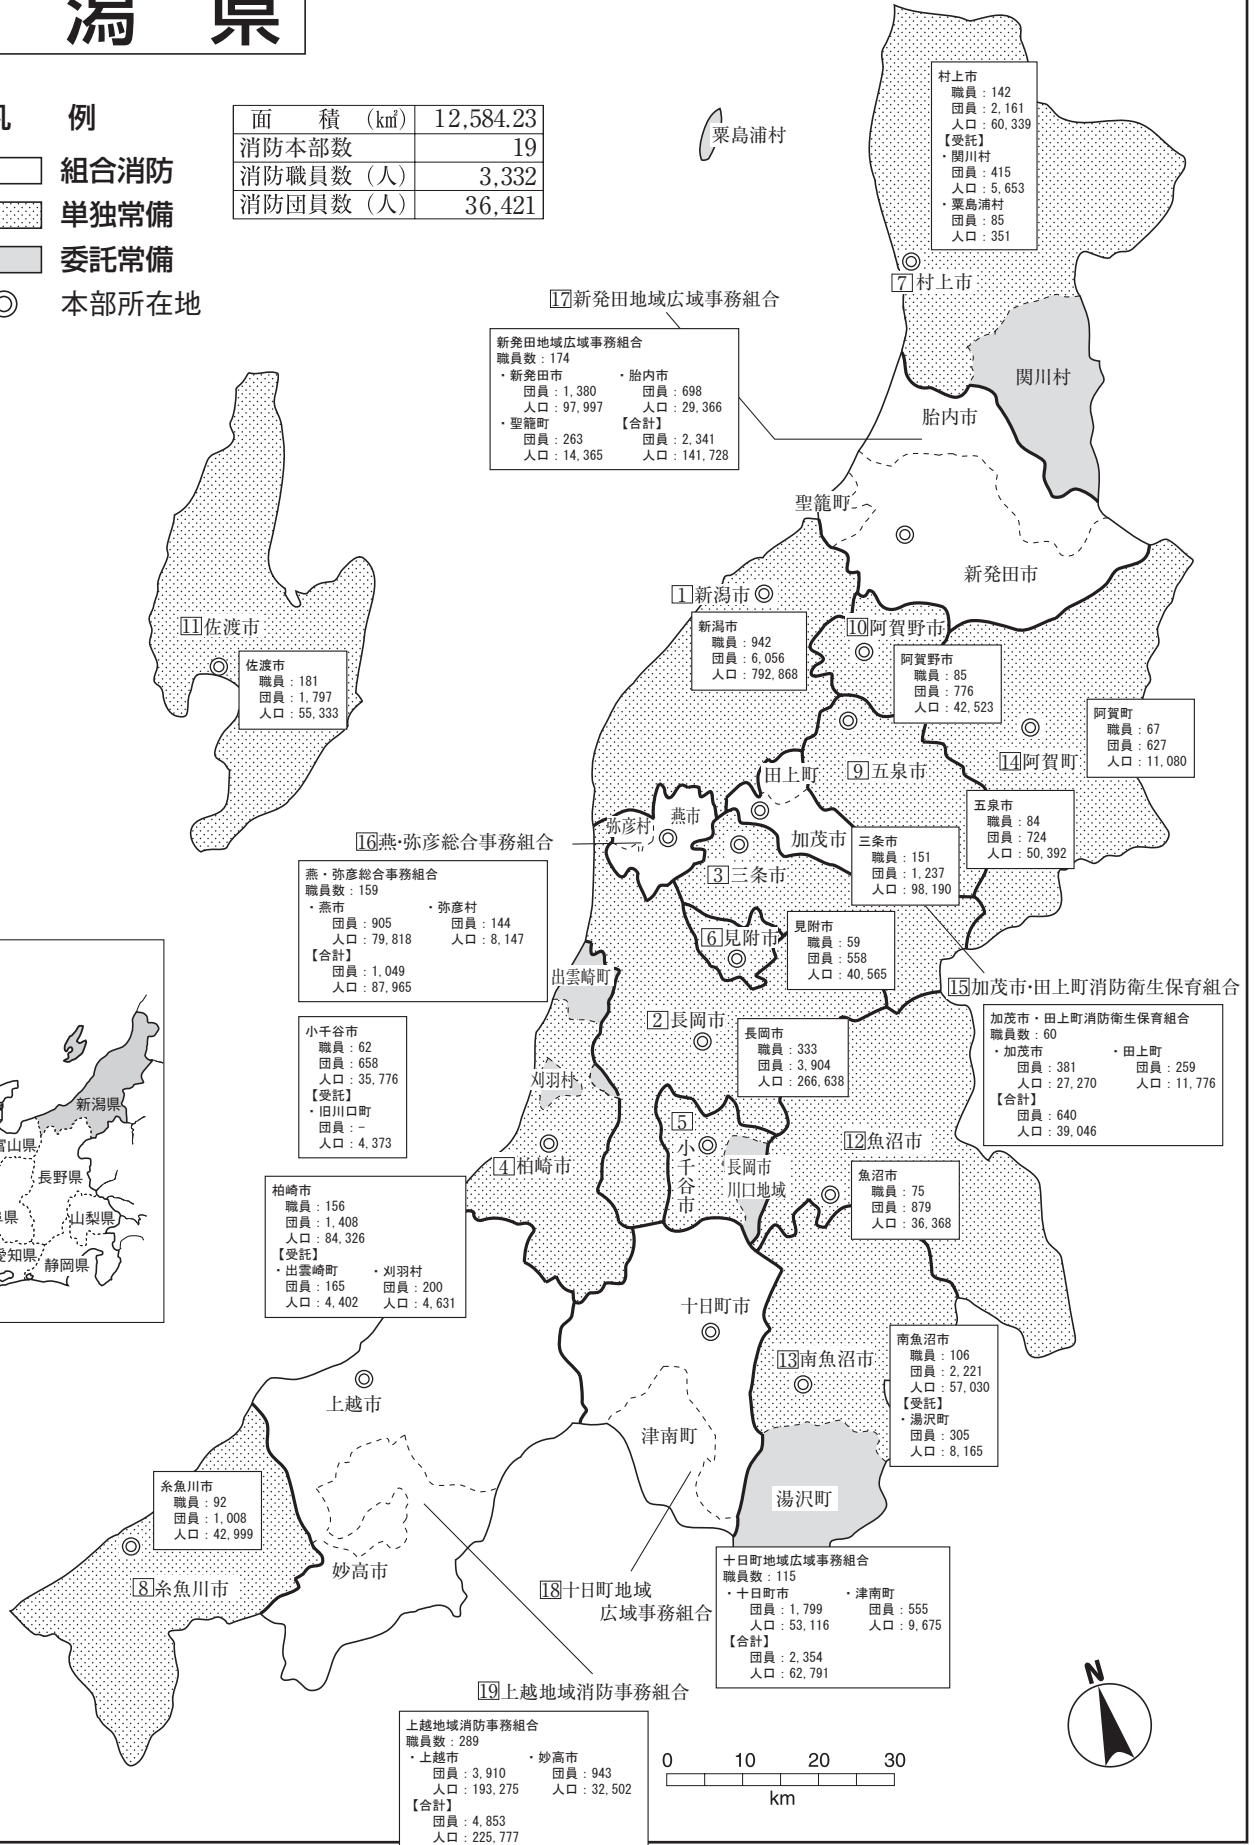 潟 県
例
組合消防
単独常備
委託常備
◎ 本部所在地
面 積 (㎢) 12,584.23
消防本部数 19
消防職員数(人) 3,332
消防団員数(人) 36,421
粟島浦村
村上市
職員:142
団員:2,161
人口:60,339
【受託】
・関川村
団員:415
人口:5,653
・粟島浦村
団員:85
人口:351
7 村上市
関川村
17 新発田地域広域事務組合
新発田地域広域事務組合
職員数:174
・新発田市 ・胎内市
団員:1,380 団員:698
人口:97,997 人口:29,366
・聖籠町 【合計】
団員:263 団員:2,341
人口:14,365 人口:141,728
胎内市
聖籠町
新発田市
1 新潟市
新潟市
職員:942
団員:6,056
人口:792,868
10 阿賀野市
阿賀野市
職員:85
団員:776
人口:42,523
11 佐渡市
佐渡市
職員:181
団員:1,797
人口:55,333
阿賀町
職員:67
団員:627
人口:11,080
14 阿賀町
9 五泉市
五泉市
職員:84
団員:724
人口:50,392
田上町
加茂市
弥彦村
燕市
16 燕・弥彦総合事務組合
燕・弥彦総合事務組合
職員数:159
・燕市 ・弥彦村
団員:905 団員:144
人口:79,818 人口:8,147
【合計】
団員:1,049
人口:87,965
3 三条市
三条市
職員:151
団員:1,237
人口:98,190
6 見附市
見附市
職員:59
団員:558
人口:40,565
15 加茂市・田上町消防衛生保育組合
加茂市・田上町消防衛生保育組合
職員数:60
・加茂市 ・田上町
団員:381 団員:259
人口:27,270 人口:11,776
【合計】
団員:640
人口:39,046
出雲崎町
2 長岡市
長岡市
職員:333
団員:3,904
人口:266,638
小千谷市
職員:62
団員:658
人口:35,776
【受託】
・旧川口町
団員:-
人口:4,373
刈羽村
5 小千谷市
長岡市
川口地域
4 柏崎市
柏崎市
職員:156
団員:1,408
人口:84,326
【受託】
・出雲崎町 ・刈羽村
団員:165 団員:200
人口:4,402 人口:4,631
12 魚沼市
魚沼市
職員:75
団員:879
人口:36,368
新潟県
富山県
長野県
山梨県
静岡県
十日町市
13 南魚沼市
南魚沼市
職員:106
団員:2,221
人口:57,030
【受託】
・湯沢町
団員:305
人口:8,165
上越市
津南町
湯沢町
糸魚川市
職員:92
団員:1,008
人口:42,999
8 糸魚川市
妙高市
18 十日町地域
広域事務組合
十日町地域広域事務組合
職員数:115
・十日町市 ・津南町
団員:1,799 団員:555
人口:53,116 人口:9,675
【合計】
団員:2,354
人口:62,791
19 上越地域消防事務組合
上越地域消防事務組合
職員数:289
・上越市 ・妙高市
団員:3,910 団員:943
人口:193,275 人口:32,502
【合計】
団員:4,853
人口:225,777
0 10 20 30
km
N